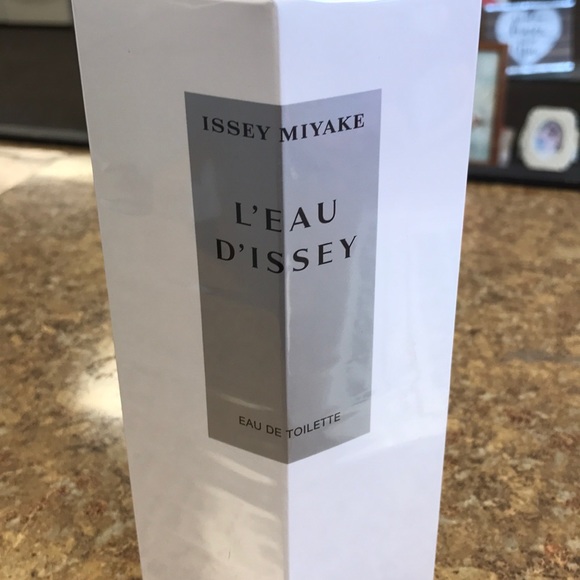 ISSEY MIYAKE
L'EAU
D'ISSEY
EAU DE TOILETTE